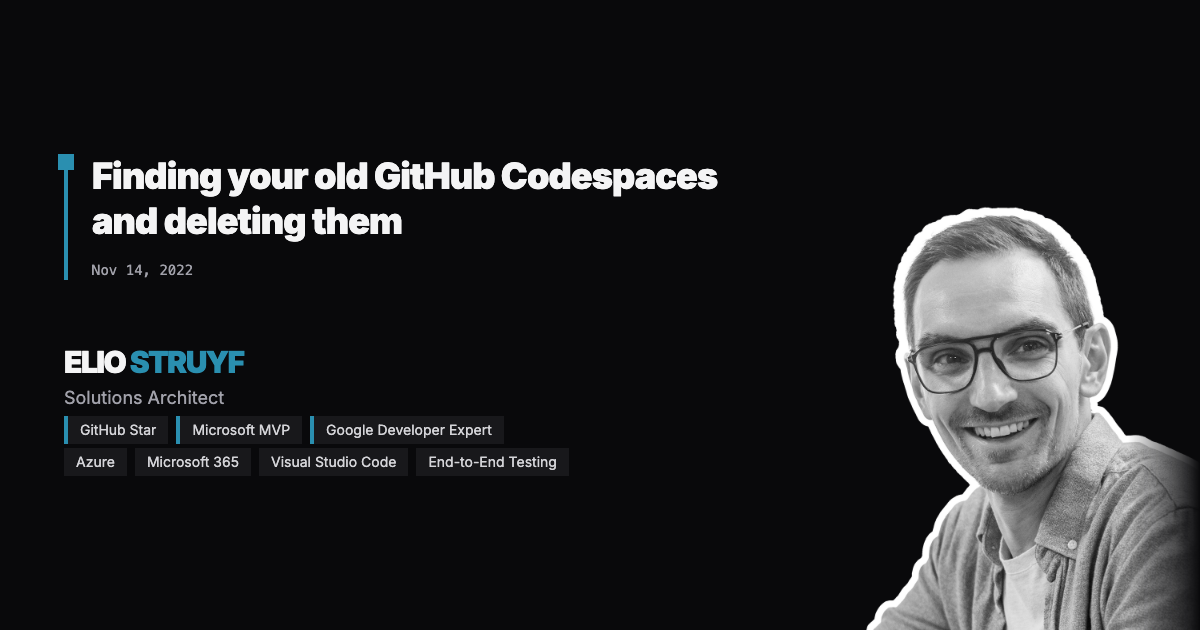 Finding your old GitHub Codespaces
and deleting them
Nov 14, 2022
ELIO STRUYF
Solutions Architect
GitHub Star Microsoft MVP Google Developer Expert
Azure Microsoft 365 Visual Studio Code End-to-End Testing